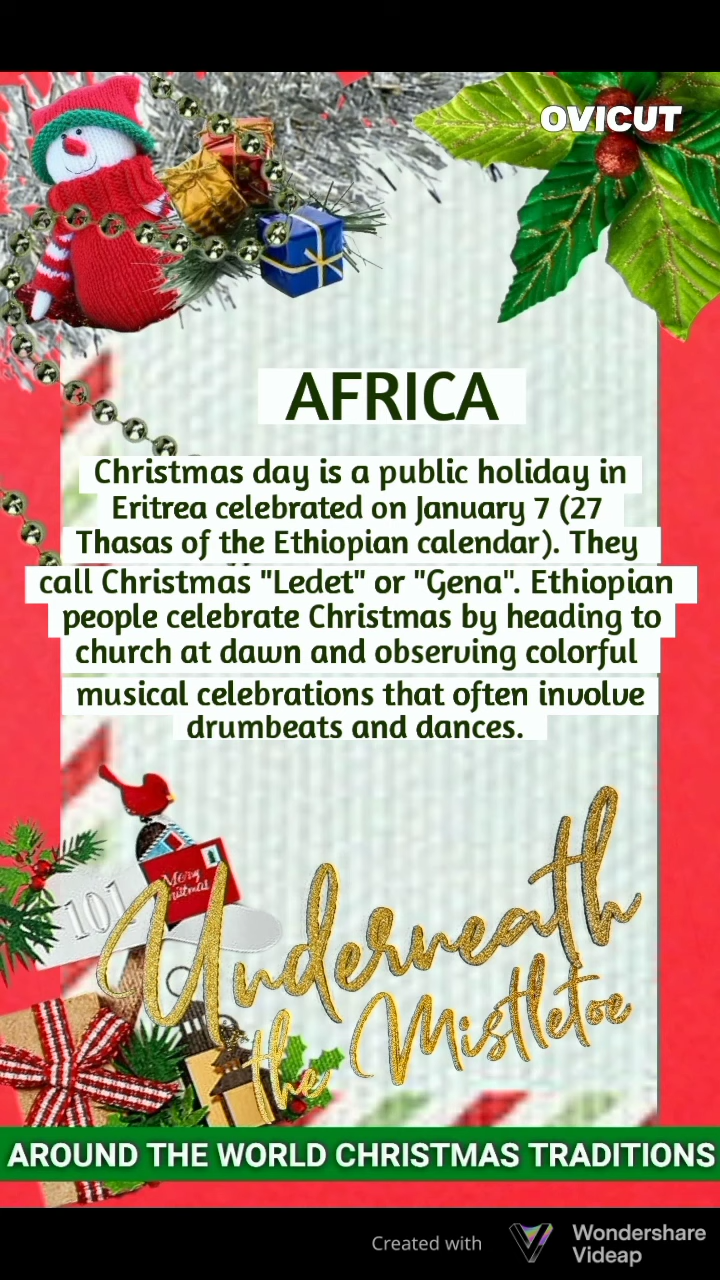 OVICUT
AFRICA
Christmas day is a public holiday in
Eritrea celebrated on January 7 (27
Thasas of the Ethiopian calendar). They
call Christmas "Ledet" or "Gena". Ethiopian
people celebrate Christmas by heading to
church at dawn and observing colorful
musical celebrations that often involve
drumbeats and dances.
Merry
Christmas
101
Underneath
the Mistletoe
AROUND THE WORLD CHRISTMAS TRADITIONS
Created with
Wondershare
Videap